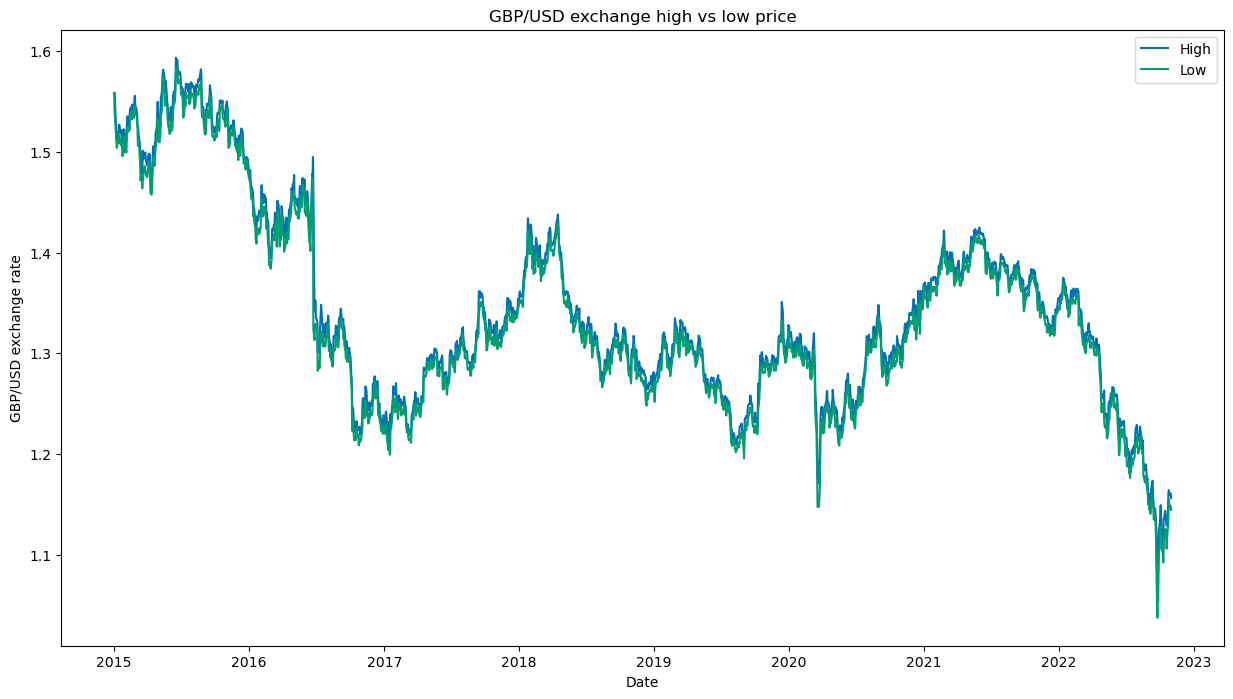 GBP/USD exchange high vs low price
High
Low
GBP/USD exchange rate
1.6
1.5
1.4
1.3
1.2
1.1
2015 2016 2017 2018 2019 2020 2021 2022 2023
Date